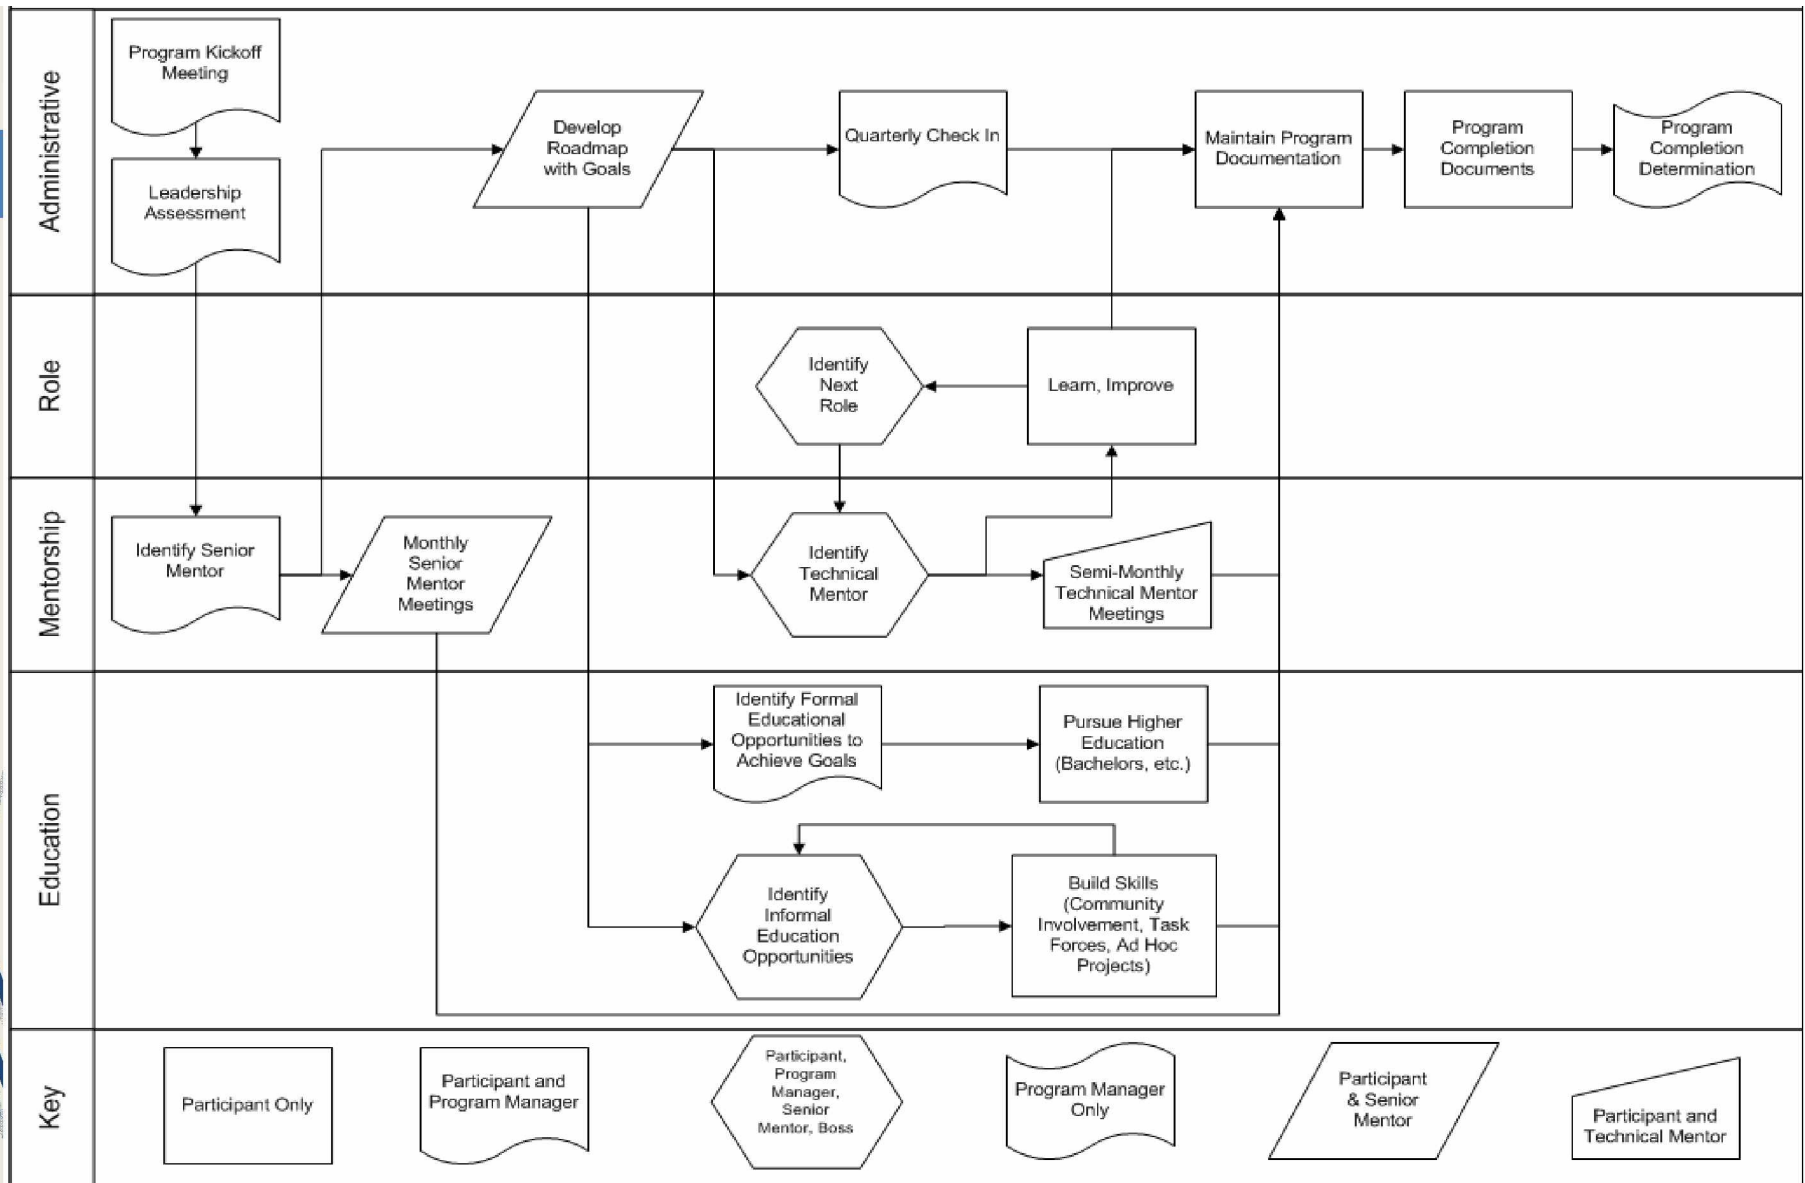 Administrative
Program Kickoff
Meeting
Leadership
Assessment
Develop
Roadmap
with Goals
Quarterly Check In
Maintain Program
Documentation
Program
Completion
Documents
Program
Completion
Determination
Role
Identify
Next
Role
Learn, Improve
Mentorship
Identify Senior
Mentor
Monthly
Senior
Mentor
Meetings
Identify
Technical
Mentor
Semi-Monthly
Technical Mentor
Meetings
Education
Identify Formal
Educational
Opportunities to
Achieve Goals
Pursue Higher
Education
(Bachelors, etc.)
Identify
Informal
Education
Opportunities
Build Skills
(Community
Involvement, Task
Forces, Ad Hoc
Projects)
Key
Participant Only
Participant and
Program Manager
Participant,
Program
Manager,
Senior
Mentor, Boss
Program Manager
Only
Participant
& Senior
Mentor
Participant and
Technical Mentor